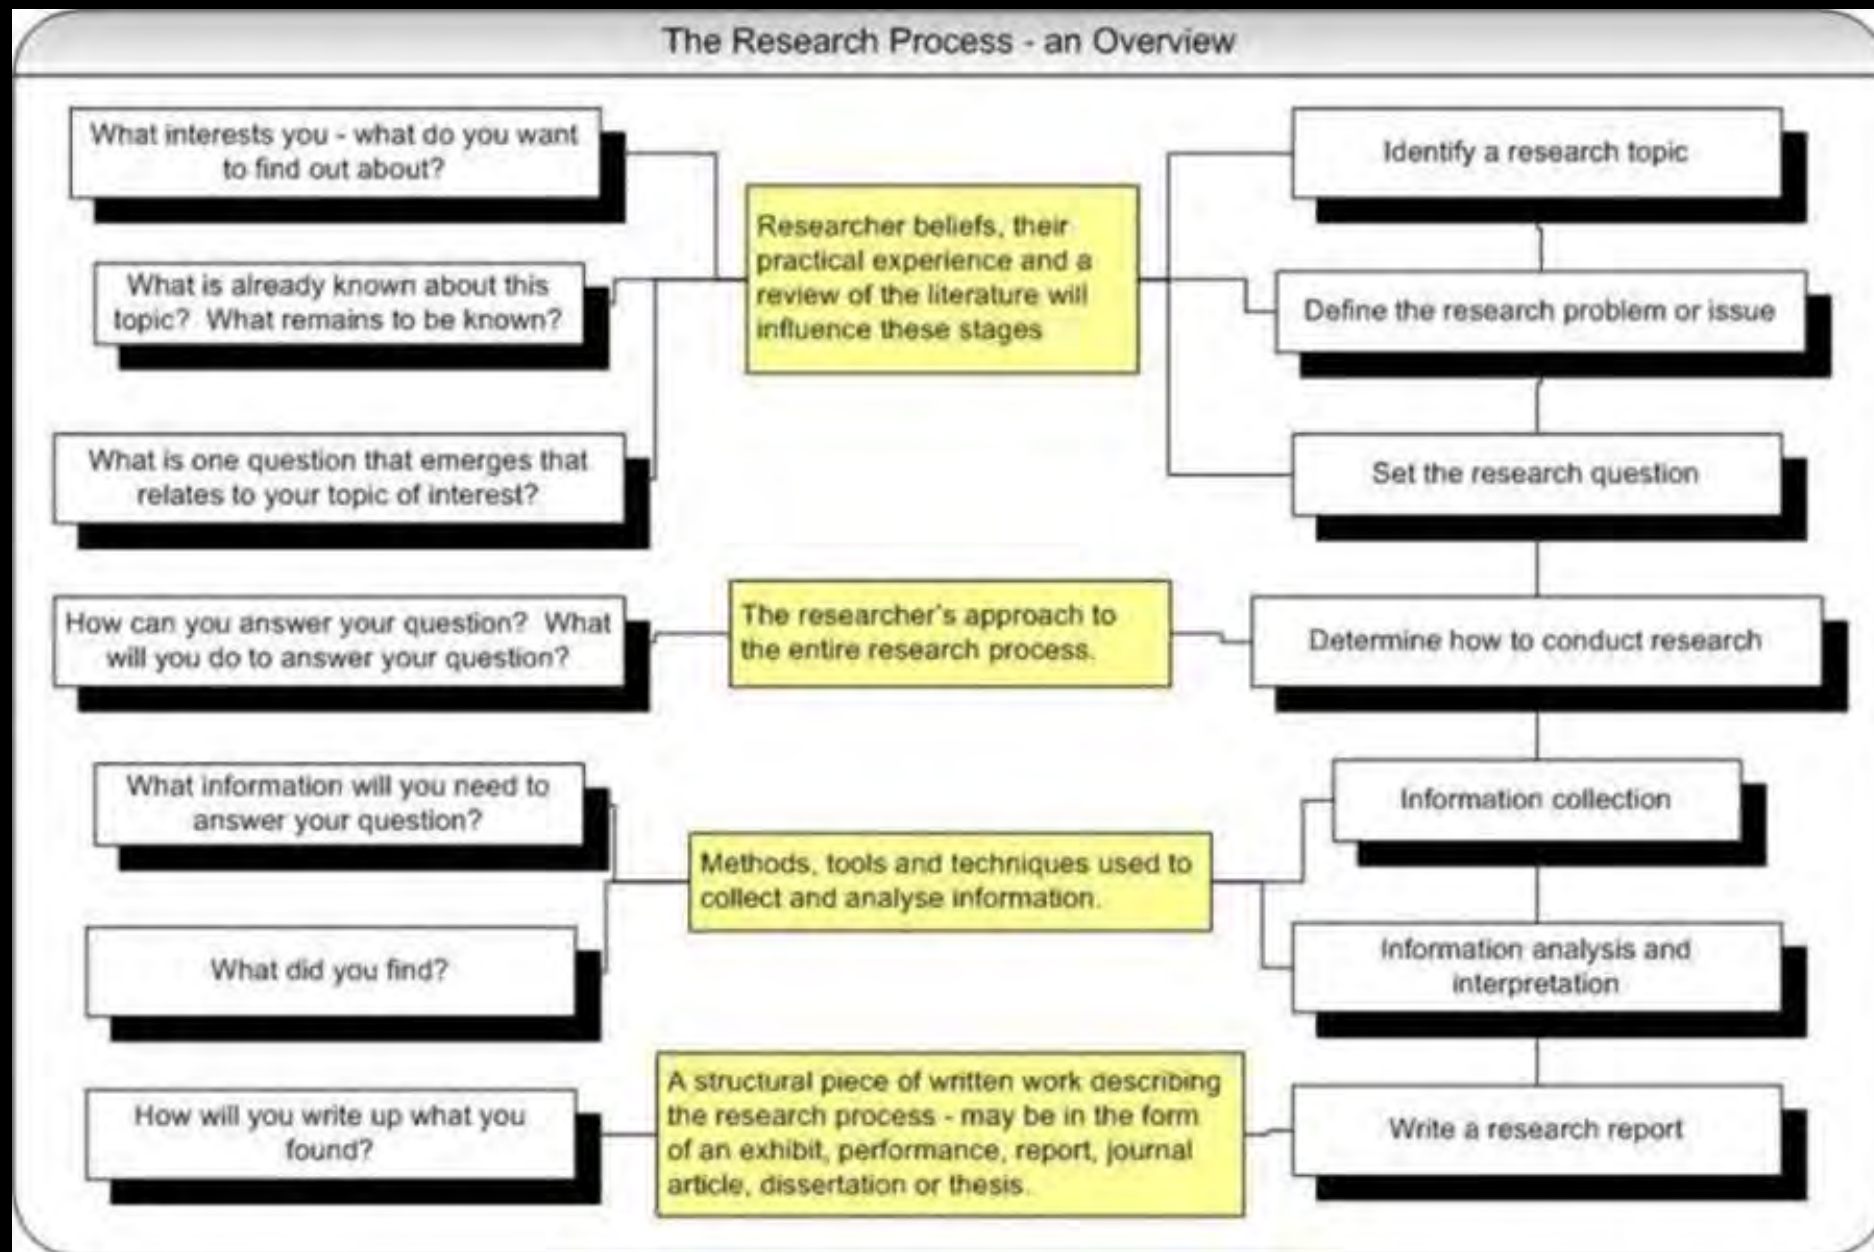 The Research Process - an Overview
What interests you - what do you want
to find out about?
What is already known about this
topic? What remains to be known?
What is one question that emerges that
relates to your topic of interest?
How can you answer your question? What
will you do to answer your question?
What information will you need to
answer your question?
What did you find?
How will you write up what you
found?
Researcher beliefs, their
practical experience and a
review of the literature will
influence these stages
The researcher's approach to
the entire research process.
Methods, tools and techniques used to
collect and analyse information.
A structural piece of written work describing
the research process - may be in the form
of an exhibit, performance, report, journal
article, dissertation or thesis.
Identify a research topic
Define the research problem or issue
Set the research question
Determine how to conduct research
Information collection
Information analysis and
interpretation
Write a research report